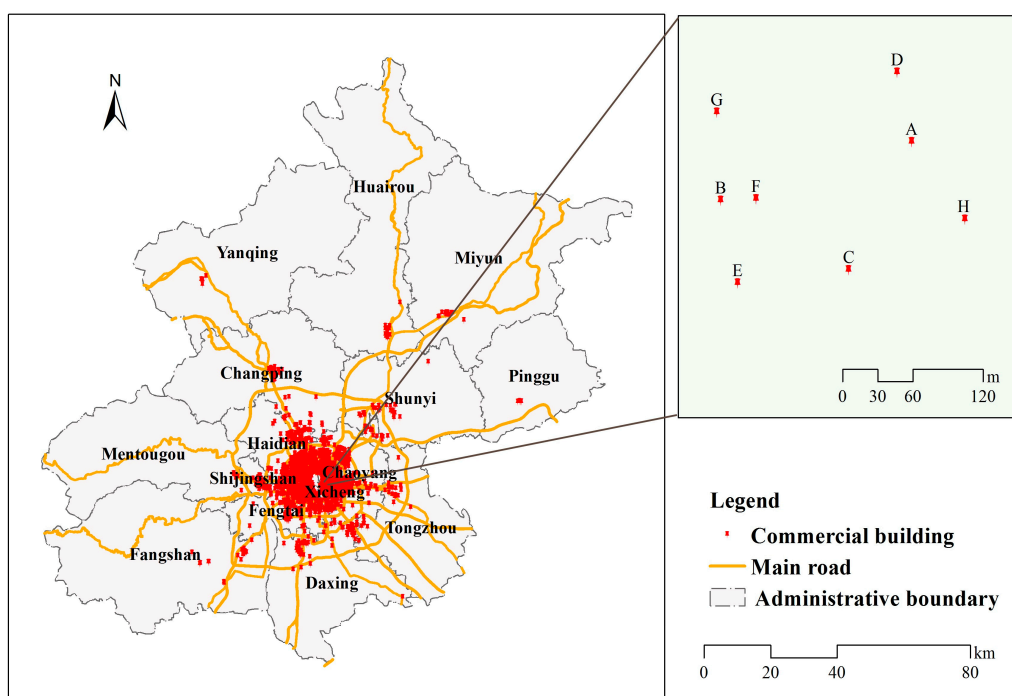 N
Huairou
Yanqing
Miyun
Changping
Pinggu
Shunyi
Haidian
Mentougou
Shijingshan
Chaoyang
Xicheng
Fengtai
Tongzhou
Fangshan
Daxing
D
G
A
B
F
H
C
E
0 30 60 120 m
Legend
Commercial building
Main road
Administrative boundary
km
0 20 40 80